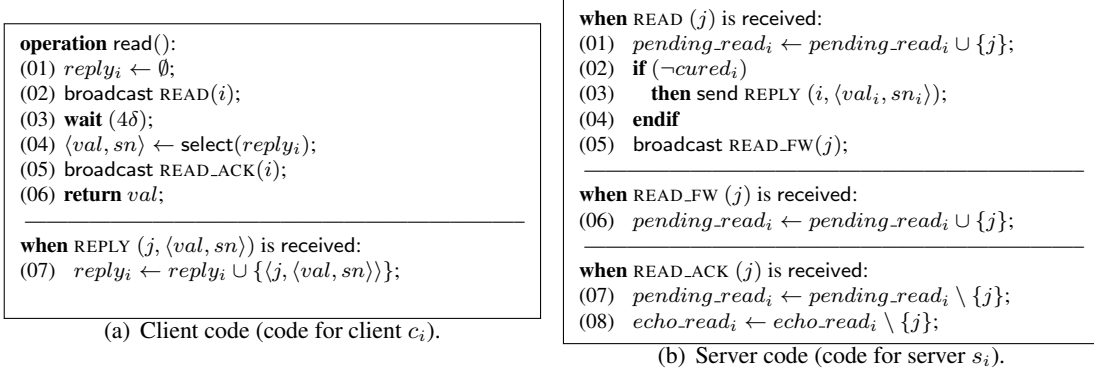 operation read():
(01) reply_i ← ∅;
(02) broadcast READ(i);
(03) wait (4δ);
(04) ⟨val, sn⟩ ← select(reply_i);
(05) broadcast READ_ACK(i);
(06) return val;
when REPLY (j, ⟨val, sn⟩) is received:
(07) reply_i ← reply_i ∪ {⟨j, ⟨val, sn⟩⟩};
(a) Client code (code for client c_i).
when READ (j) is received:
(01) pending_read_i ← pending_read_i ∪ {j};
(02) if (¬cured_i)
(03) then send REPLY (i, ⟨val_i, sn_i⟩);
(04) endif
(05) broadcast READ_FW(j);
when READ_FW (j) is received:
(06) pending_read_i ← pending_read_i ∪ {j};
when READ_ACK (j) is received:
(07) pending_read_i ← pending_read_i \ {j};
(08) echo_read_i ← echo_read_i \ {j};
(b) Server code (code for server s_i).